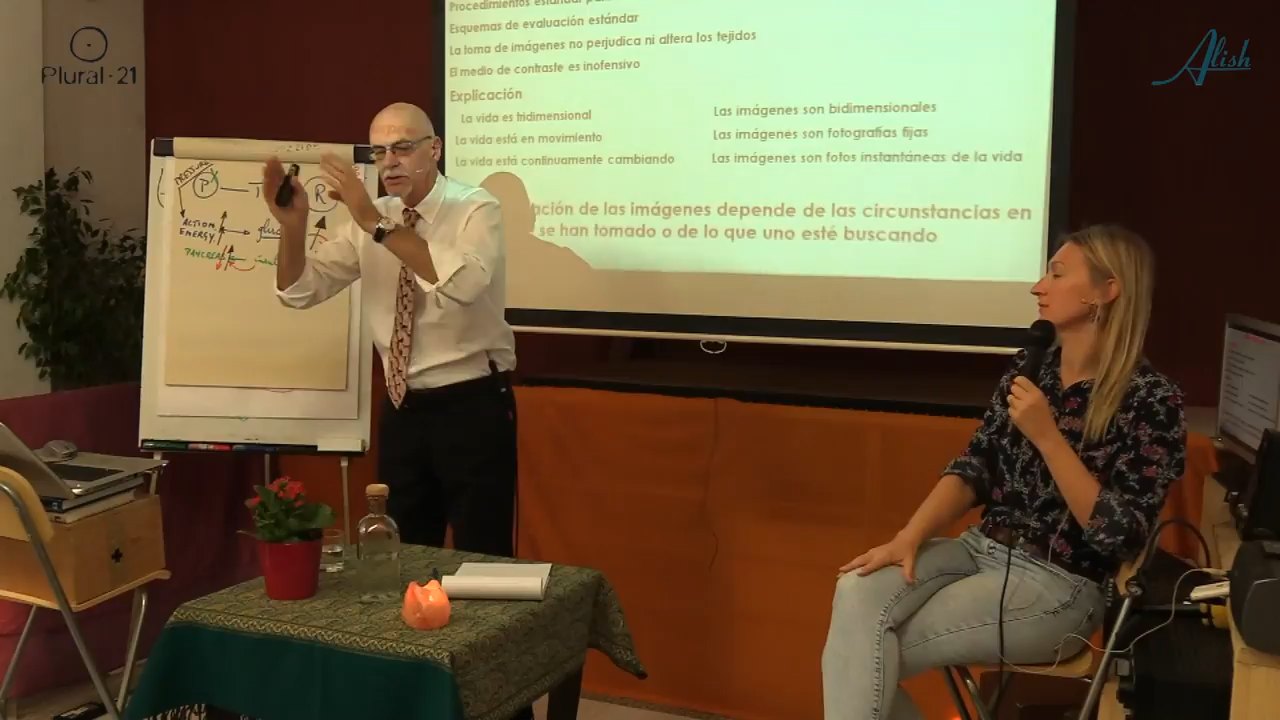 Plural-21
Alish
Procedimientos estándar
Esquemas de evaluación estándar
La toma de imágenes no perjudica ni altera los tejidos
El medio de contraste es inofensivo
Explicación
La vida es tridimensional
Las imágenes son bidimensionales
La vida está en movimiento
Las imágenes son fotografías fijas
La vida está continuamente cambiando
Las imágenes son fotos instantáneas de la vida
ación de las imágenes depende de las circunstancias en
se han tomado o de lo que uno esté buscando
PRESSURE
P — T R
ACTION
ENERGY
PANCREAS